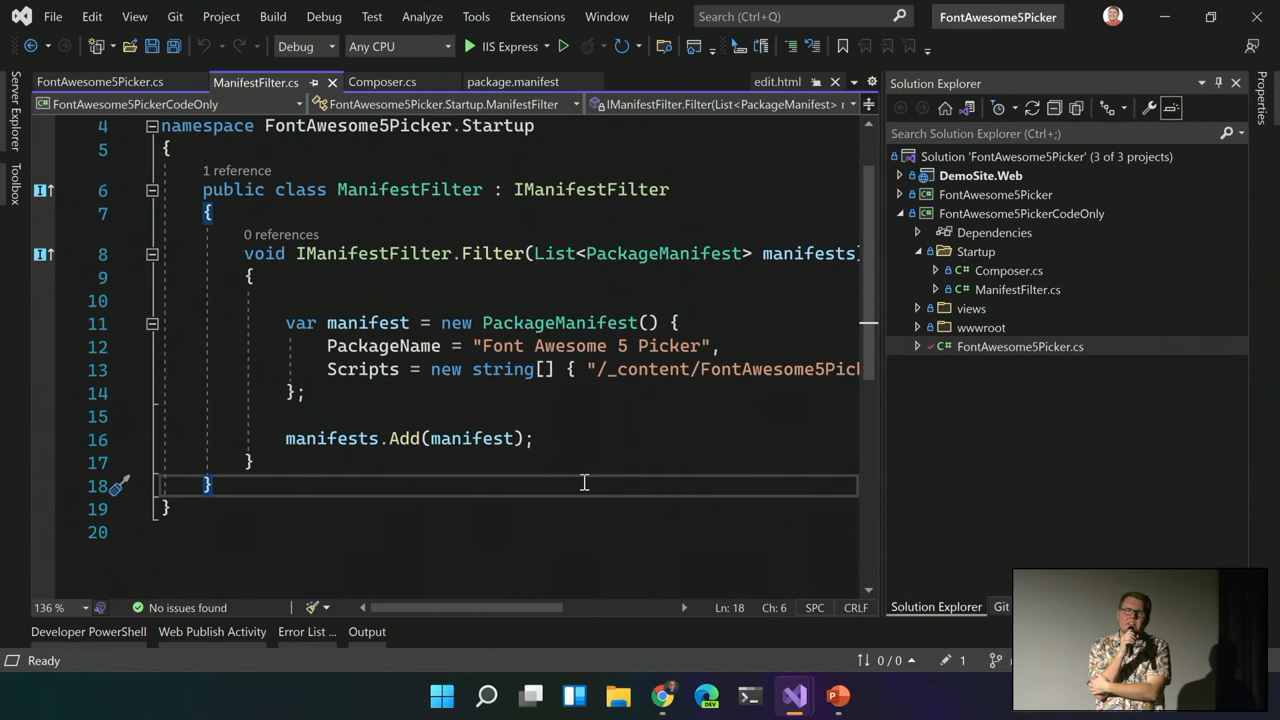 File Edit View Git Project Build Debug Test Analyze Tools Extensions Window Help Search (Ctrl+Q) FontAwesome5Picker
Debug Any CPU IIS Express
FontAwesome5Picker.cs ManifestFilter.cs Composer.cs package.manifest edit.html
FontAwesome5PickerCodeOnly FontAwesome5Picker.Startup.ManifestFilter IManifestFilter.Filter(List<PackageManifest>
Server Explorer
Toolbox
4 namespace FontAwesome5Picker.Startup
5 {
1 reference
6 public class ManifestFilter : IManifestFilter
7 {
0 references
8 void IManifestFilter.Filter(List<PackageManifest> manifests)
9 {
10
11 var manifest = new PackageManifest() {
12 PackageName = "Font Awesome 5 Picker",
13 Scripts = new string[] { "/_content/FontAwesome5Pick
14 };
15
16 manifests.Add(manifest);
17 }
18 }
19 }
20
136 % No issues found Ln: 18 Ch: 6 SPC CRLF
Developer PowerShell Web Publish Activity Error List ... Output
Ready 0 / 0 1
Solution Explorer
Search Solution Explorer (Ctrl+;)
Solution 'FontAwesome5Picker' (3 of 3 projects)
DemoSite.Web
FontAwesome5Picker
FontAwesome5PickerCodeOnly
Dependencies
Startup
C# Composer.cs
C# ManifestFilter.cs
views
wwwroot
C# FontAwesome5Picker.cs
Solution Explorer Git
Properties
DEV